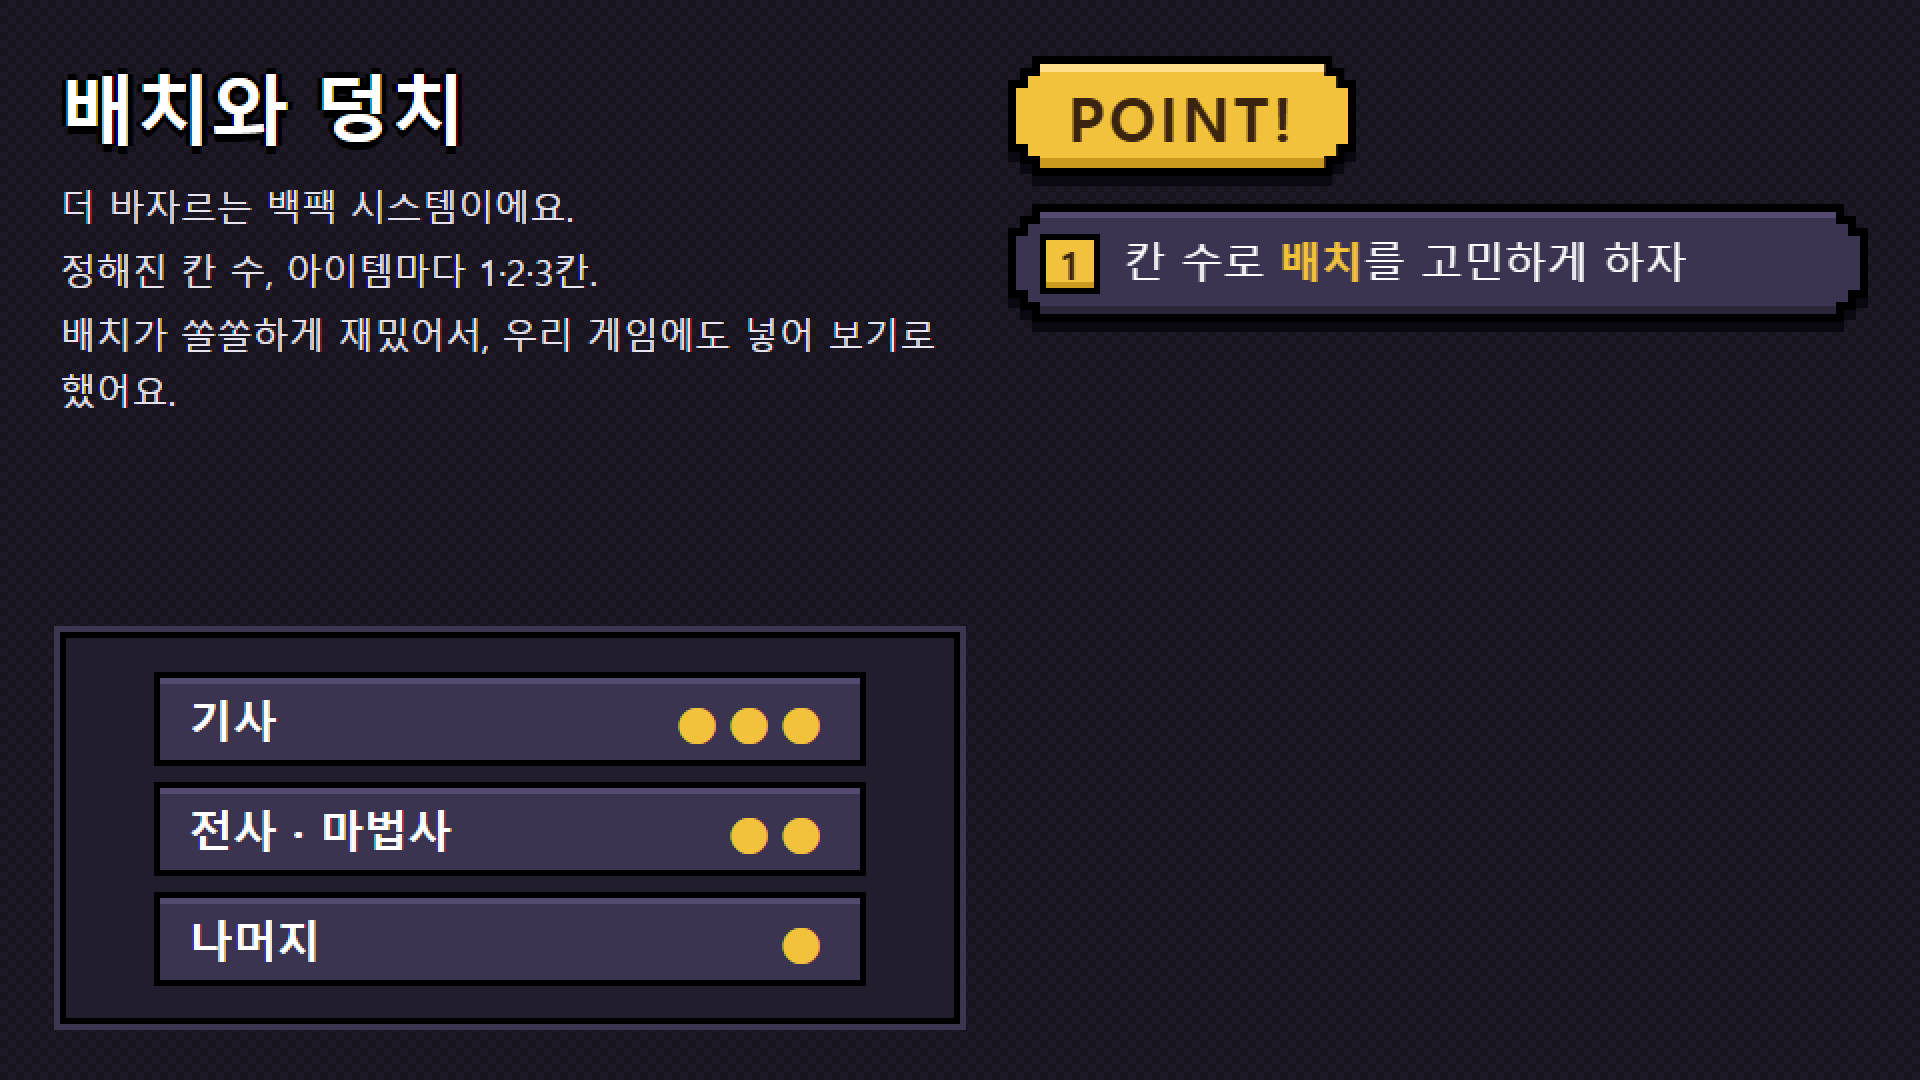 배치와 덩치
더 바자르는 백팩 시스템이에요.
정해진 칸 수, 아이템마다 1·2·3칸.
배치가 쏠쏠하게 재밌어서, 우리 게임에도 넣어 보기로
했어요.
기사
전사 · 마법사
나머지
POINT!
1 칸 수로 배치를 고민하게 하자